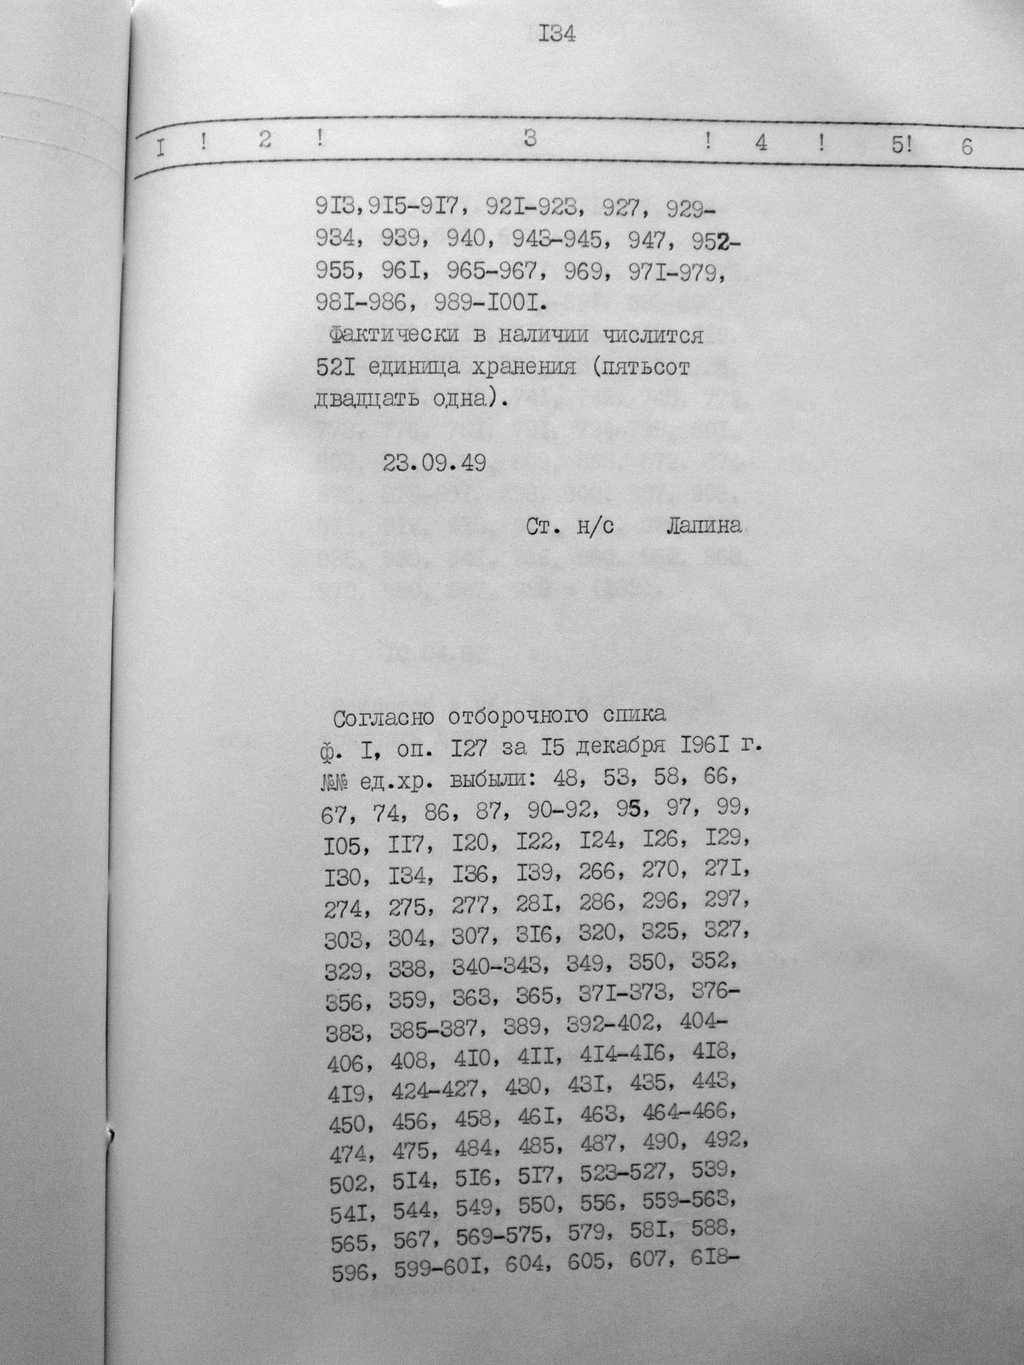 I34
I ! 2 ! 3 ! 4 ! 5! 6
9I3,9I5-9I7, 92I-923, 927, 929-
934, 939, 940, 943-945, 947, 952-
955, 96I, 965-967, 969, 97I-979,
98I-986, 989-I00I.
Фактически в наличии числится
52I единица хранения (пятьсот
двадцать одна).
23.09.49
Ст. н/с Лапина
Согласно отборочного спика
ф. I, оп. I27 за I5 декабря I96I г.
№№ ед.хр. выбыли: 48, 53, 58, 66,
67, 74, 86, 87, 90-92, 95, 97, 99,
I05, II7, I20, I22, I24, I26, I29,
I30, I34, I36, I39, 266, 270, 27I,
274, 275, 277, 28I, 286, 296, 297,
303, 304, 307, 3I6, 320, 325, 327,
329, 338, 340-343, 349, 350, 352,
356, 359, 363, 365, 37I-373, 376-
383, 385-387, 389, 392-402, 404-
406, 408, 4I0, 4II, 4I4-4I6, 4I8,
4I9, 424-427, 430, 43I, 435, 443,
450, 456, 458, 46I, 463, 464-466,
474, 475, 484, 485, 487, 490, 492,
502, 5I4, 5I6, 5I7, 523-527, 539,
54I, 544, 549, 550, 556, 559-563,
565, 567, 569-575, 579, 58I, 588,
596, 599-60I, 604, 605, 607, 6I8-